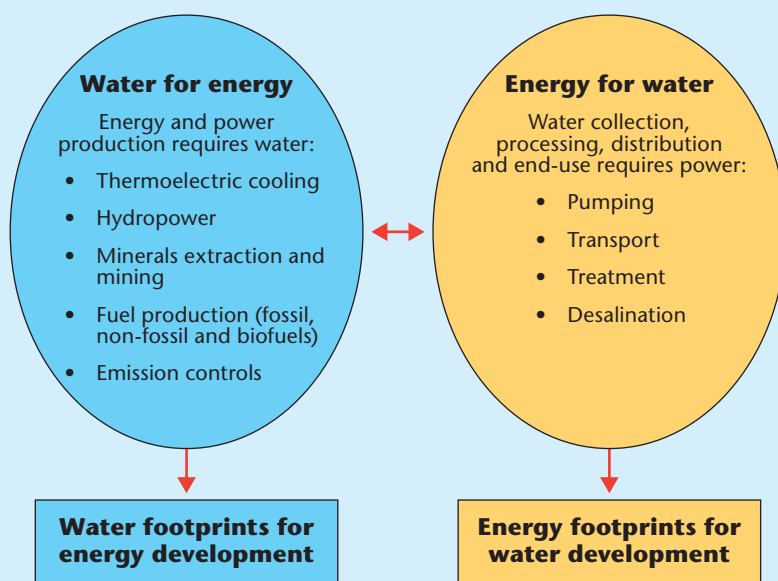 Water for energy
Energy and power
production requires water:
• Thermoelectric cooling
• Hydropower
• Minerals extraction and
mining
• Fuel production (fossil,
non-fossil and biofuels)
• Emission controls
Water footprints for
energy development
Energy for water
Water collection,
processing, distribution
and end-use requires power:
• Pumping
• Transport
• Treatment
• Desalination
Energy footprints for
water development